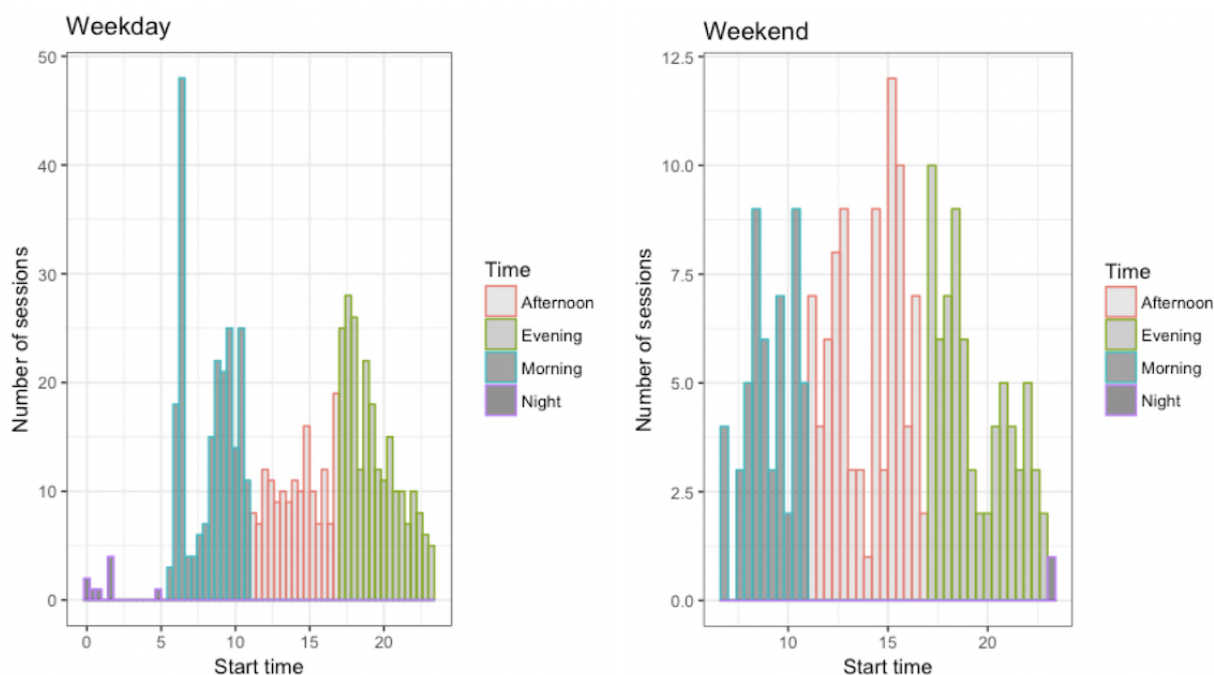 Weekday
50
40
30
20
10
0
Number of sessions
0 5 10 15 20
Start time
Time
Afternoon
Evening
Morning
Night
Weekend
12.5
10.0
7.5
5.0
2.5
0.0
Number of sessions
10 15 20
Start time
Time
Afternoon
Evening
Morning
Night